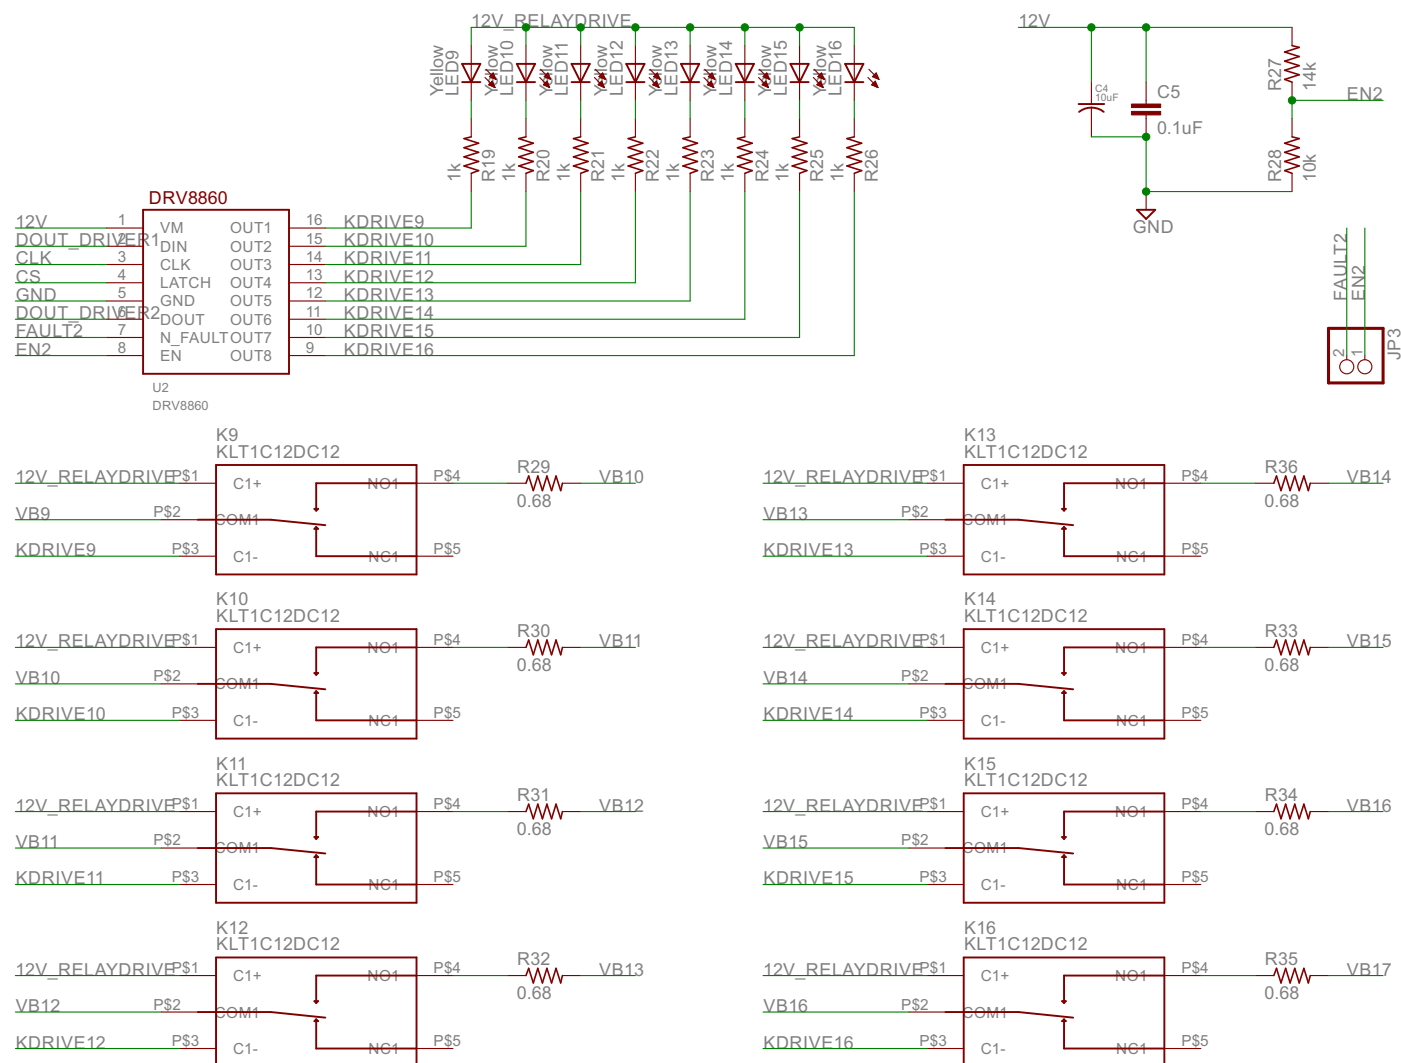 12V_RELAYDRIVE
Yellow
LED9
Yellow
LED10
Yellow
LED11
Yellow
LED12
Yellow
LED13
Yellow
LED14
Yellow
LED15
Yellow
LED16
1k
R19
1k
R20
1k
R21
1k
R22
1k
R23
1k
R24
1k
R25
1k
R26
12V
C4
10uF
C5
0.1uF
R27
14k
EN2
R28
10k
GND
DRV8860
12V 1 VM OUT1 16 KDRIVE9
DOUT_DRIVER1 2 DIN OUT2 15 KDRIVE10
CLK 3 CLK OUT3 14 KDRIVE11
CS 4 LATCH OUT4 13 KDRIVE12
GND 5 GND OUT5 12 KDRIVE13
DOUT_DRIVER2 6 DOUT OUT6 11 KDRIVE14
FAULT2 7 N_FAULT OUT7 10 KDRIVE15
EN2 8 EN OUT8 9 KDRIVE16
U2
DRV8860
FAULT2
EN2
2
1
JP3
K9
KLT1C12DC12
12V_RELAYDRIVE P$1 C1+ NO1 P$4 R29 VB10
0.68
VB9 P$2 COM1
KDRIVE9 P$3 C1- NC1 P$5
K13
KLT1C12DC12
12V_RELAYDRIVE P$1 C1+ NO1 P$4 R36 VB14
0.68
VB13 P$2 COM1
KDRIVE13 P$3 C1- NC1 P$5
K10
KLT1C12DC12
12V_RELAYDRIVE P$1 C1+ NO1 P$4 R30 VB11
0.68
VB10 P$2 COM1
KDRIVE10 P$3 C1- NC1 P$5
K14
KLT1C12DC12
12V_RELAYDRIVE P$1 C1+ NO1 P$4 R33 VB15
0.68
VB14 P$2 COM1
KDRIVE14 P$3 C1- NC1 P$5
K11
KLT1C12DC12
12V_RELAYDRIVE P$1 C1+ NO1 P$4 R31 VB12
0.68
VB11 P$2 COM1
KDRIVE11 P$3 C1- NC1 P$5
K15
KLT1C12DC12
12V_RELAYDRIVE P$1 C1+ NO1 P$4 R34 VB16
0.68
VB15 P$2 COM1
KDRIVE15 P$3 C1- NC1 P$5
K12
KLT1C12DC12
12V_RELAYDRIVE P$1 C1+ NO1 P$4 R32 VB13
0.68
VB12 P$2 COM1
KDRIVE12 P$3 C1- NC1 P$5
K16
KLT1C12DC12
12V_RELAYDRIVE P$1 C1+ NO1 P$4 R35 VB17
0.68
VB16 P$2 COM1
KDRIVE16 P$3 C1- NC1 P$5